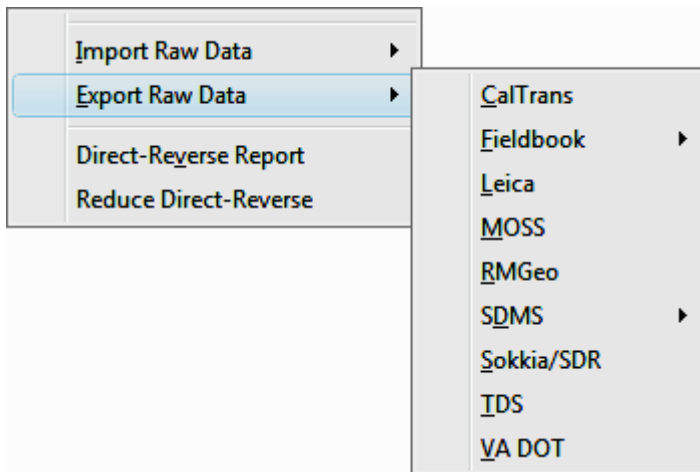 Import Raw Data
Export Raw Data
Direct-Reverse Report
Reduce Direct-Reverse
CalTrans
Fieldbook
Leica
MOSS
RMGeo
SDMS
Sokkia/SDR
TDS
VA DOT